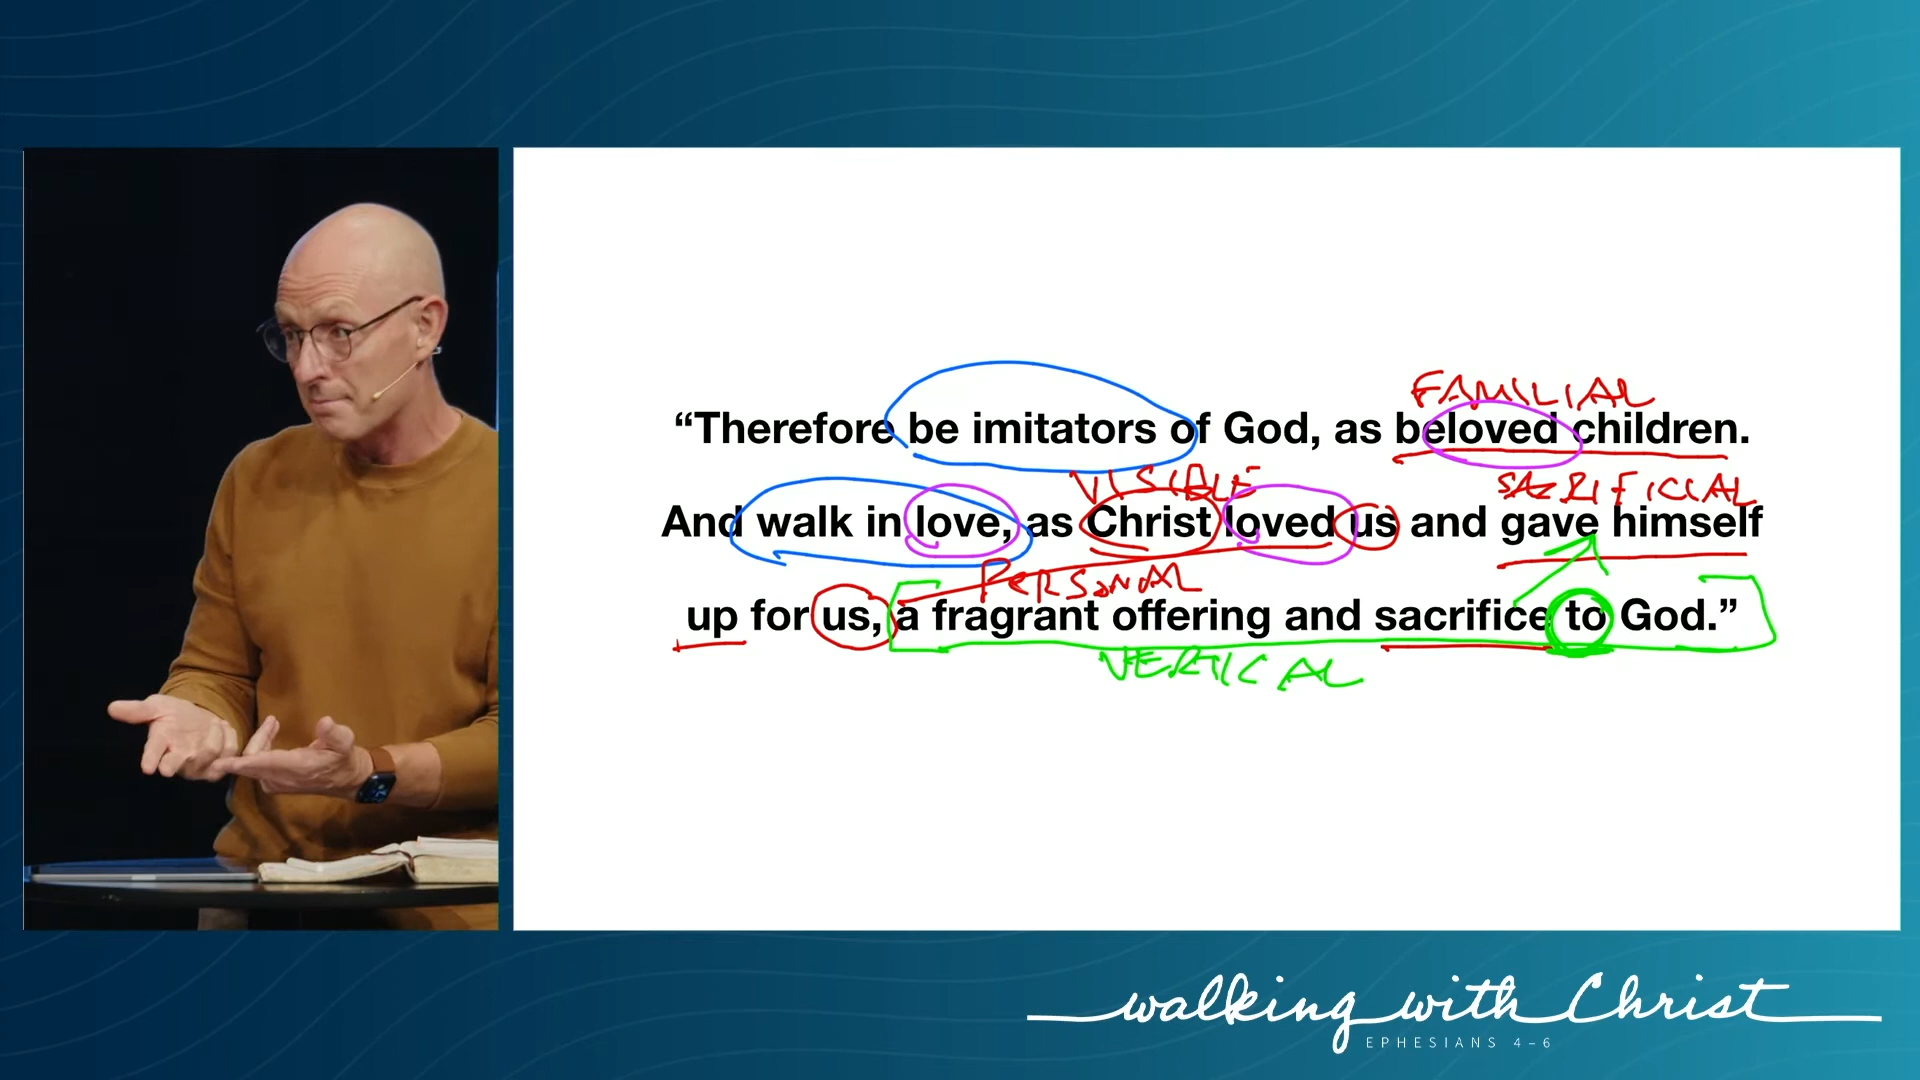 FAMILIAL
“Therefore be imitators of God, as beloved children.
VISIBLE SACRIFICIAL
And walk in love, as Christ loved us and gave himself
PERSONAL
up for us, a fragrant offering and sacrifice to God.”
VERTICAL
walking with Christ
EPHESIANS 4–6